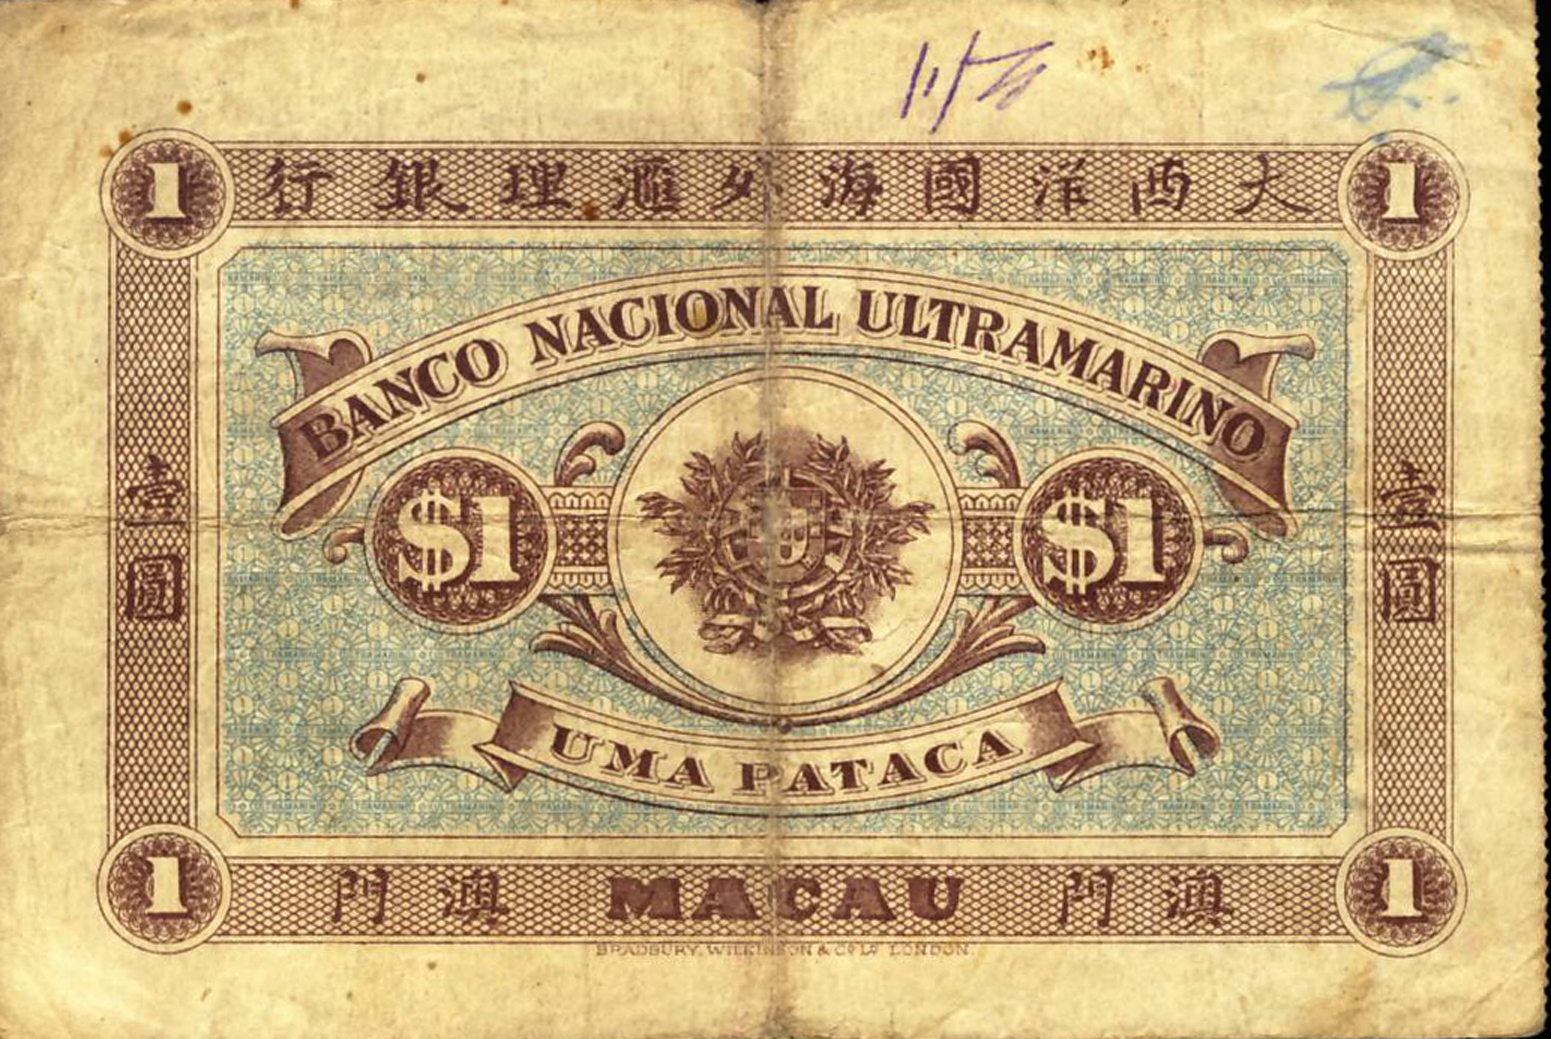 大西洋國海外滙理銀行
1
1
BANCO NACIONAL ULTRAMARINO
壹圓
$1
$1
壹圓
UMA PATACA
1
澳門
MACAU
澳門
1
BRADBURY, WILKINSON & Co Ld LONDON.